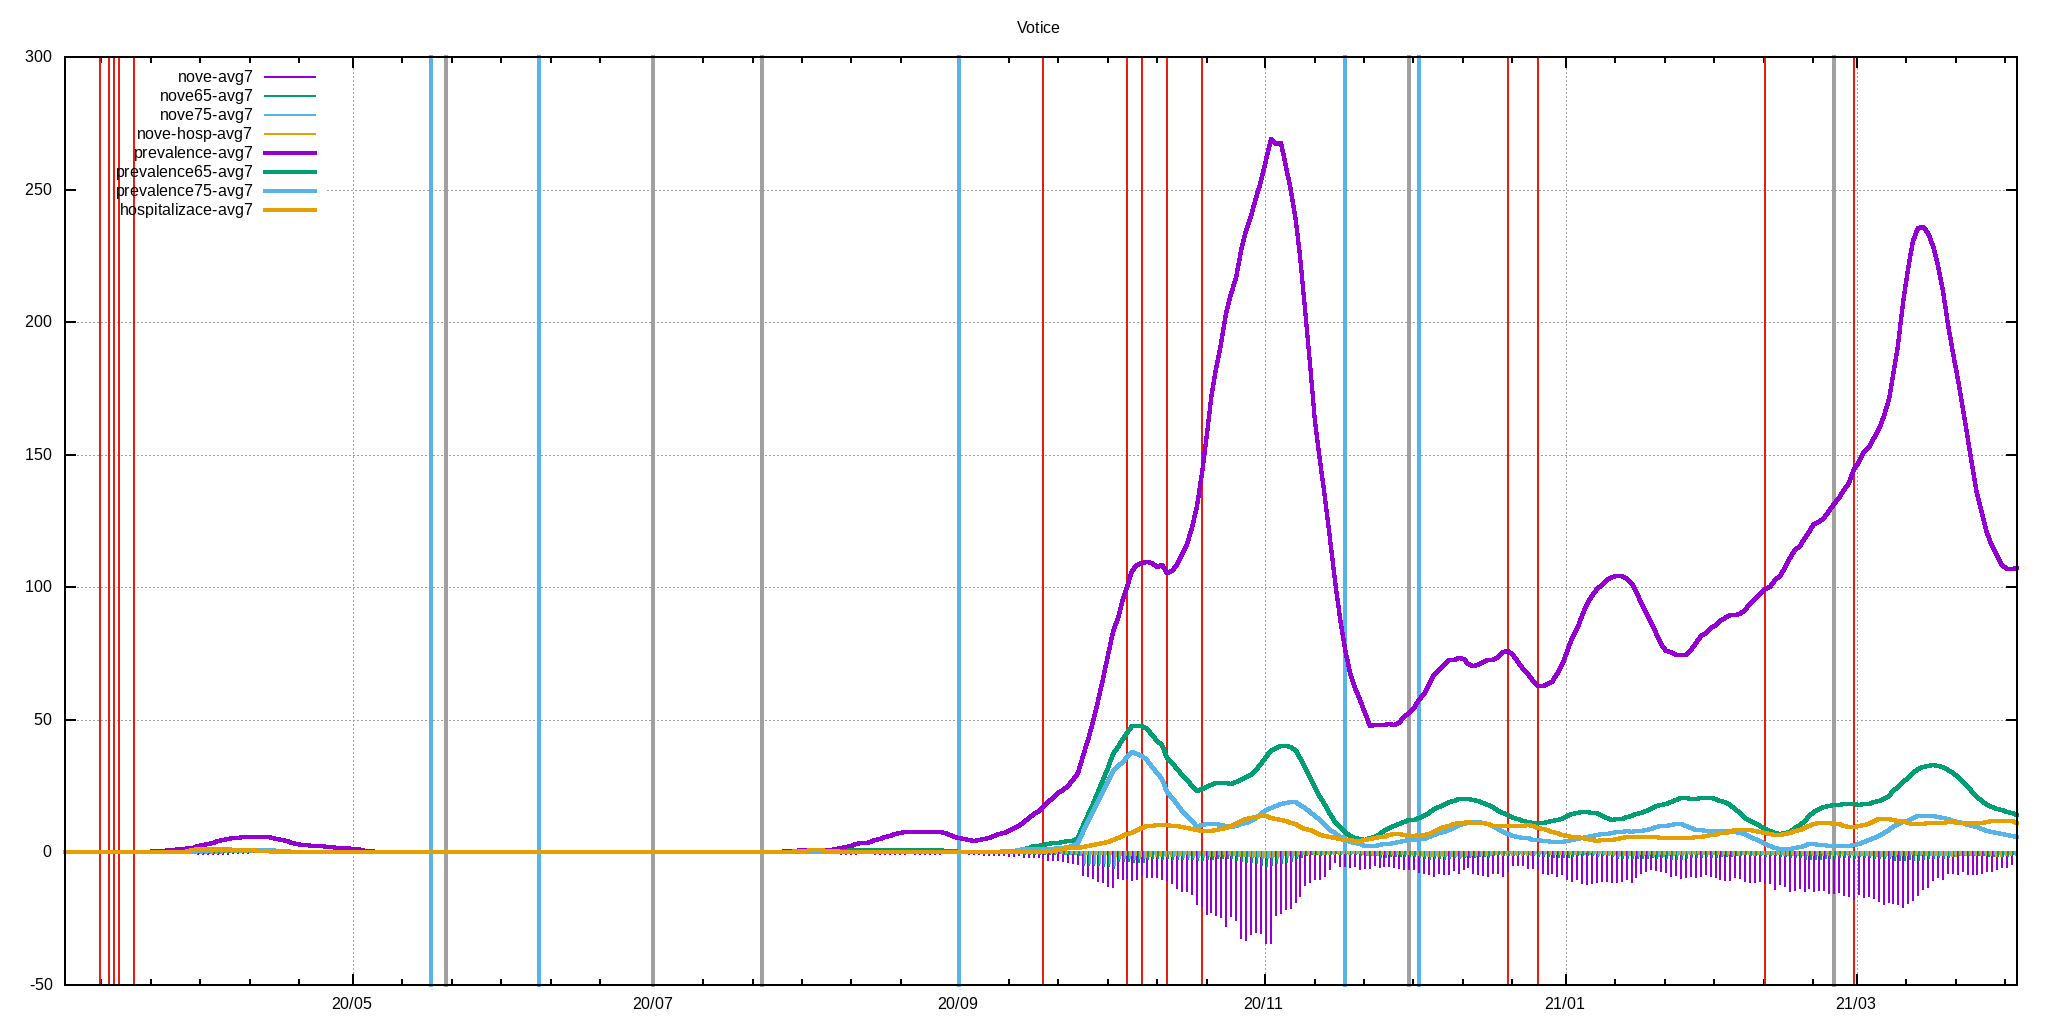 Votice
300
nove-avg7
nove65-avg7
nove75-avg7
nove-hosp-avg7
prevalence-avg7
prevalence65-avg7
prevalence75-avg7
hospitalizace-avg7
250
200
150
100
50
0
-50
20/05 20/07 20/09 20/11 21/01 21/03